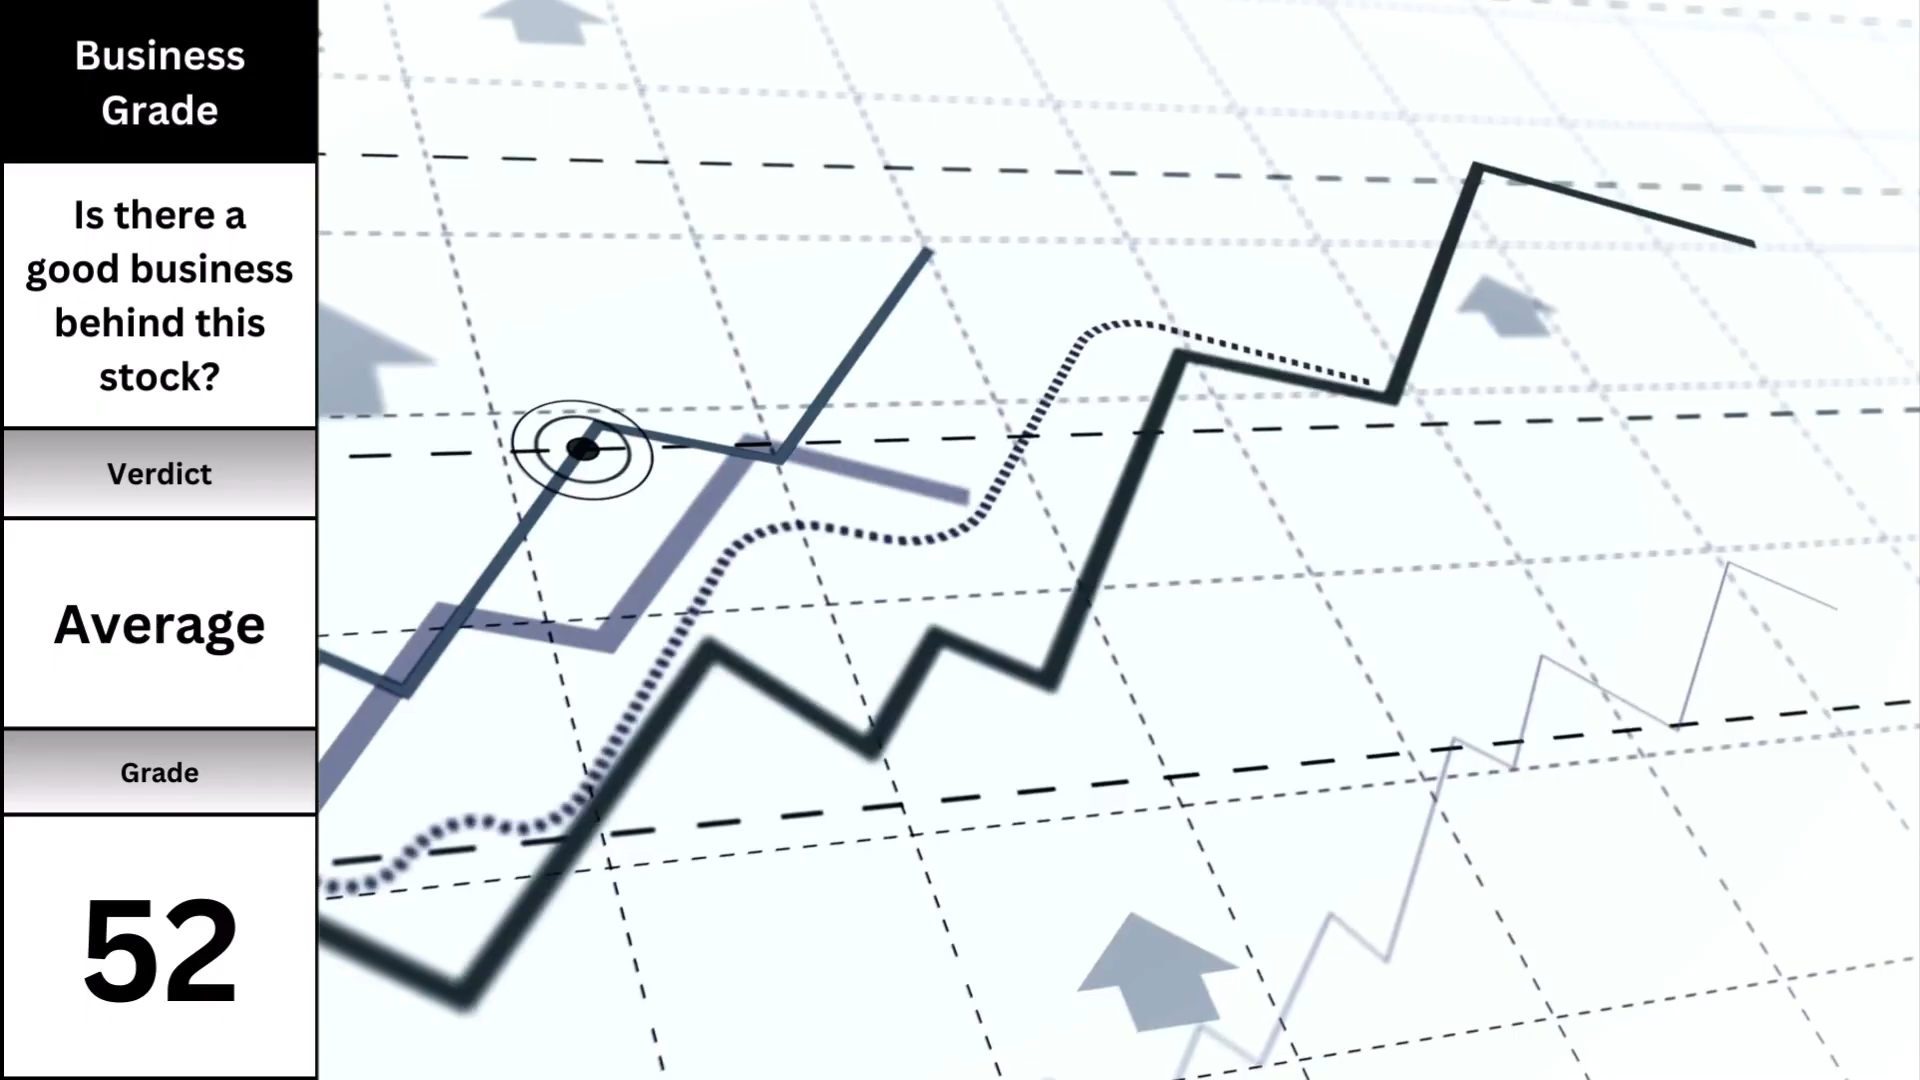 Business
Grade
Is there a
good business
behind this
stock?
Verdict
Average
Grade
52